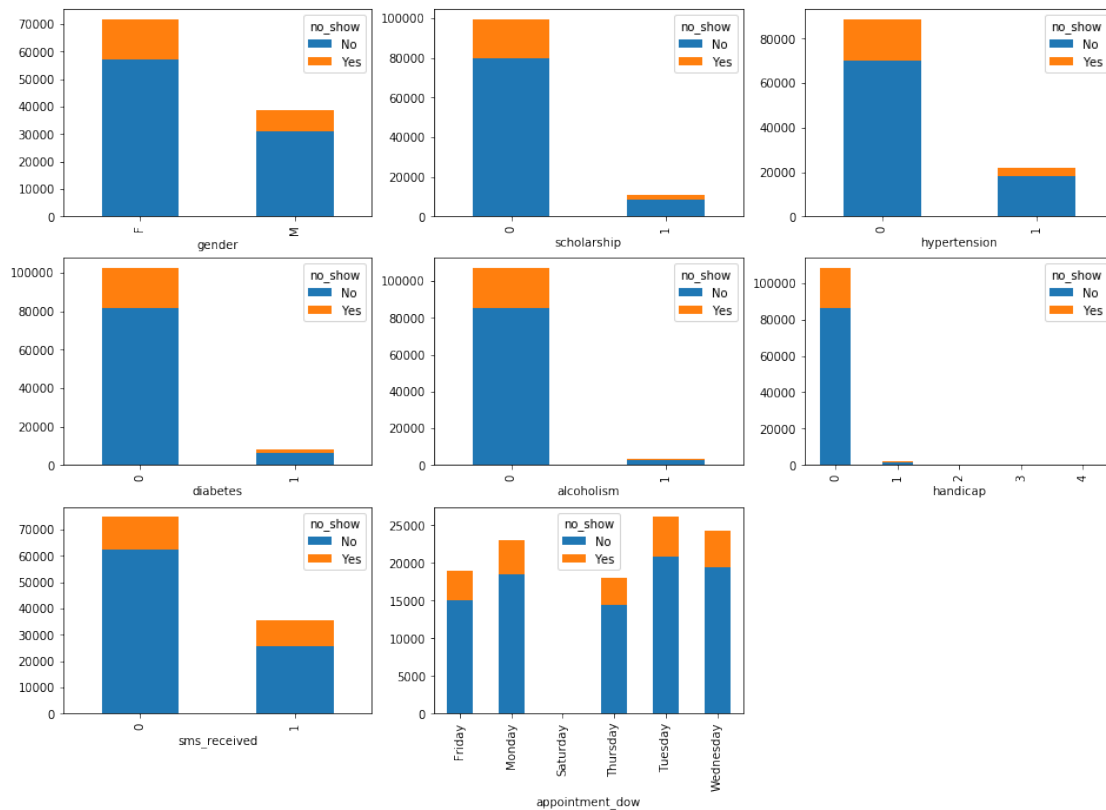 70000
60000
50000
40000
30000
20000
10000
0
no_show
No
Yes
F
M
gender
100000
80000
60000
40000
20000
0
no_show
No
Yes
0
1
scholarship
80000
60000
40000
20000
0
no_show
No
Yes
0
1
hypertension
100000
80000
60000
40000
20000
0
no_show
No
Yes
0
1
diabetes
100000
80000
60000
40000
20000
0
no_show
No
Yes
0
1
alcoholism
100000
80000
60000
40000
20000
0
no_show
No
Yes
0
1
2
3
4
handicap
70000
60000
50000
40000
30000
20000
10000
0
no_show
No
Yes
0
1
sms_received
25000
20000
15000
10000
5000
0
no_show
No
Yes
Friday
Monday
Saturday
Thursday
Tuesday
Wednesday
appointment_dow